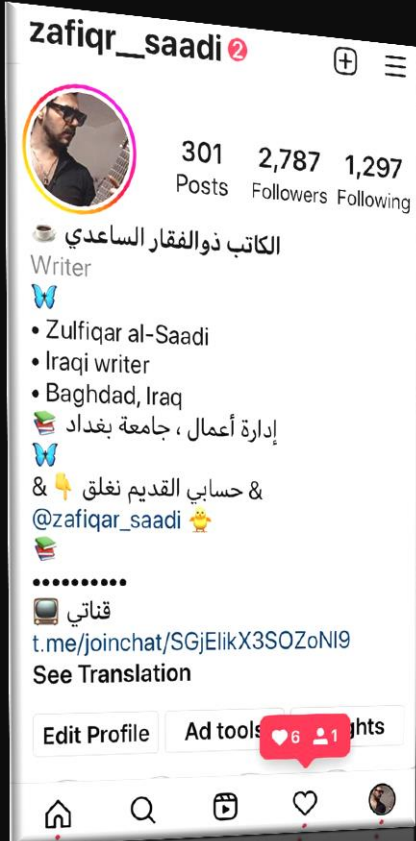 zafiqr__saadi 2
301 2,787 1,297
Posts Followers Following
الكاتب ذوالفقار الساعدي ☕
Writer
🦋
• Zulfiqar al-Saadi
• Iraqi writer
• Baghdad, Iraq
إدارة أعمال ، جامعة بغداد 📚
🦋
& حسابي القديم نغلق 👇 &
@zafiqar_saadi 🐥
📚
••••••••••
قناتي 📺
t.me/joinchat/SGjElikX3SOZoNI9
See Translation
Edit Profile Ad tools
6 1